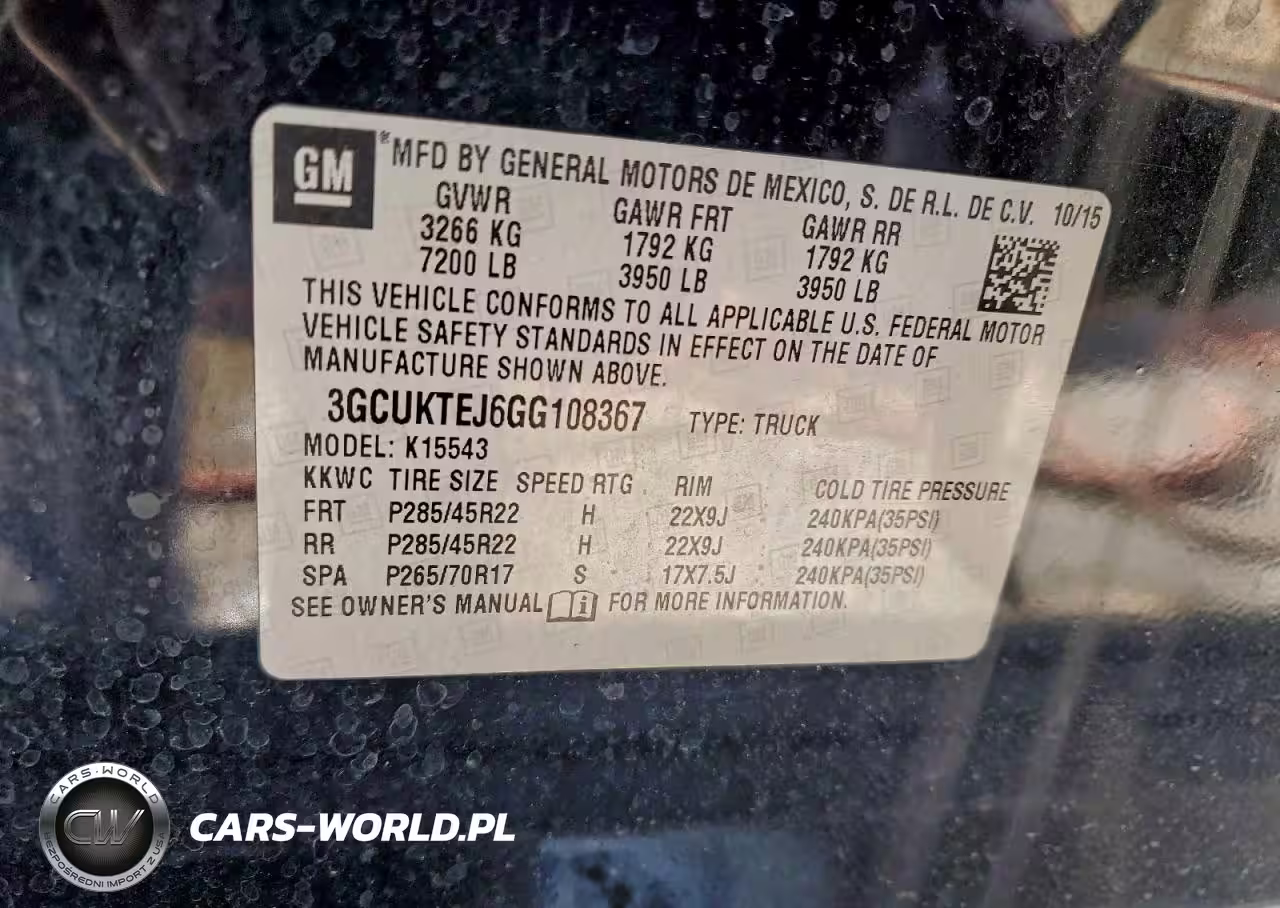 GM
*MFD BY GENERAL MOTORS DE MEXICO, S. DE R.L. DE C.V. 10/15
GVWR GAWR FRT GAWR RR
3266 KG 1792 KG 1792 KG
7200 LB 3950 LB 3950 LB
THIS VEHICLE CONFORMS TO ALL APPLICABLE U.S. FEDERAL MOTOR
VEHICLE SAFETY STANDARDS IN EFFECT ON THE DATE OF
MANUFACTURE SHOWN ABOVE.
3GCUKTEJ6GG108367 TYPE: TRUCK
MODEL: K15543
KKWC TIRE SIZE SPEED RTG RIM COLD TIRE PRESSURE
FRT P285/45R22 H 22X9J 240KPA(35PSI)
RR P285/45R22 H 22X9J 240KPA(35PSI)
SPA P265/70R17 S 17X7.5J 240KPA(35PSI)
SEE OWNER'S MANUAL FOR MORE INFORMATION.
CARS-WORLD
CW
BEZPOŚREDNI IMPORT Z USA
CARS-WORLD.PL